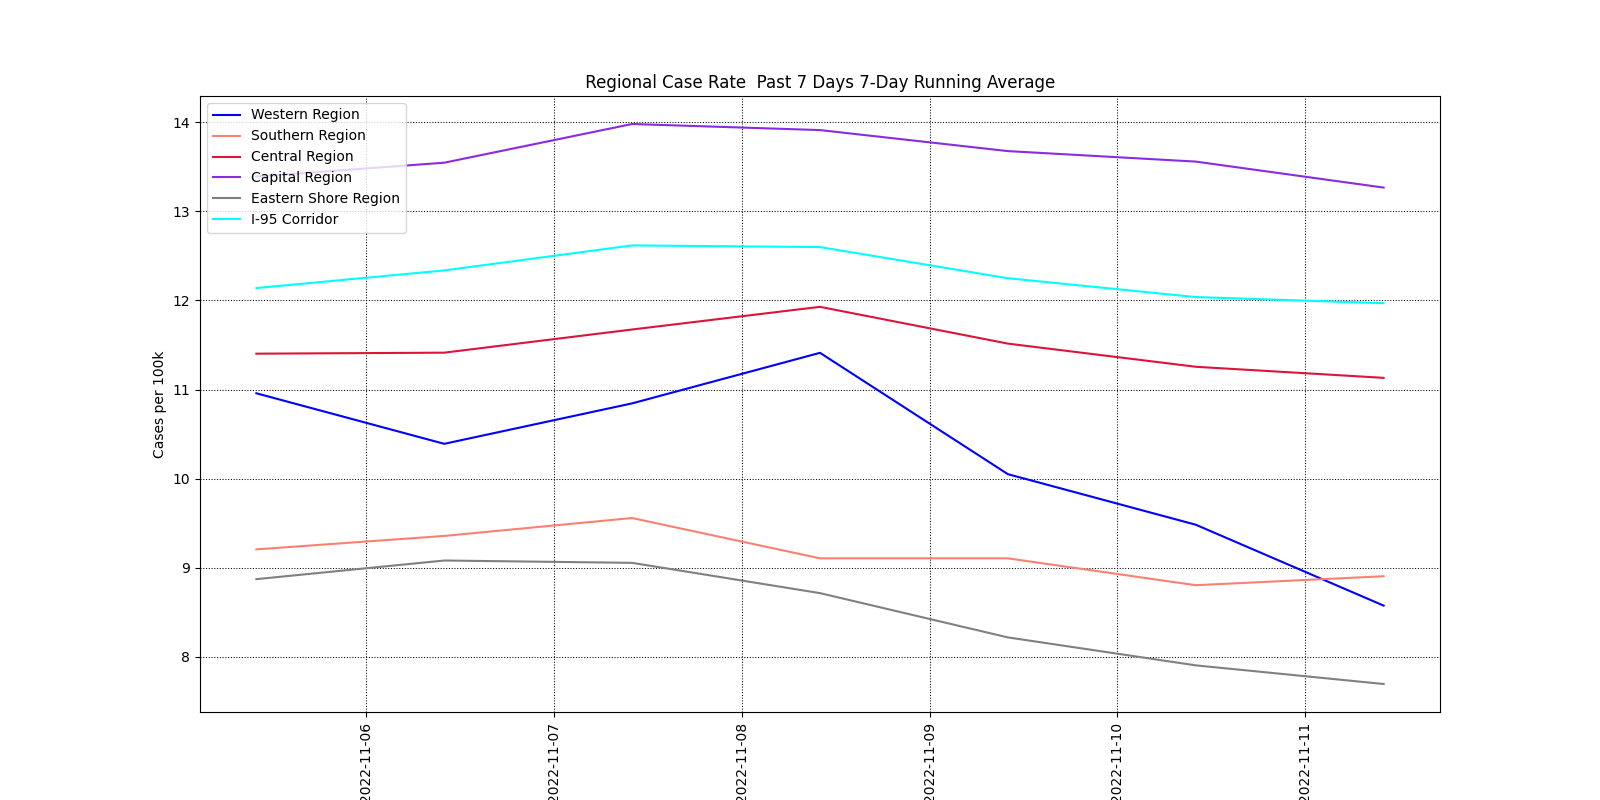 Regional Case Rate  Past 7 Days 7-Day Running Average
Western Region
Southern Region
Central Region
Capital Region
Eastern Shore Region
I-95 Corridor
Cases per 100k
14
13
12
11
10
9
8
2022-11-06
2022-11-07
2022-11-08
2022-11-09
2022-11-10
2022-11-11